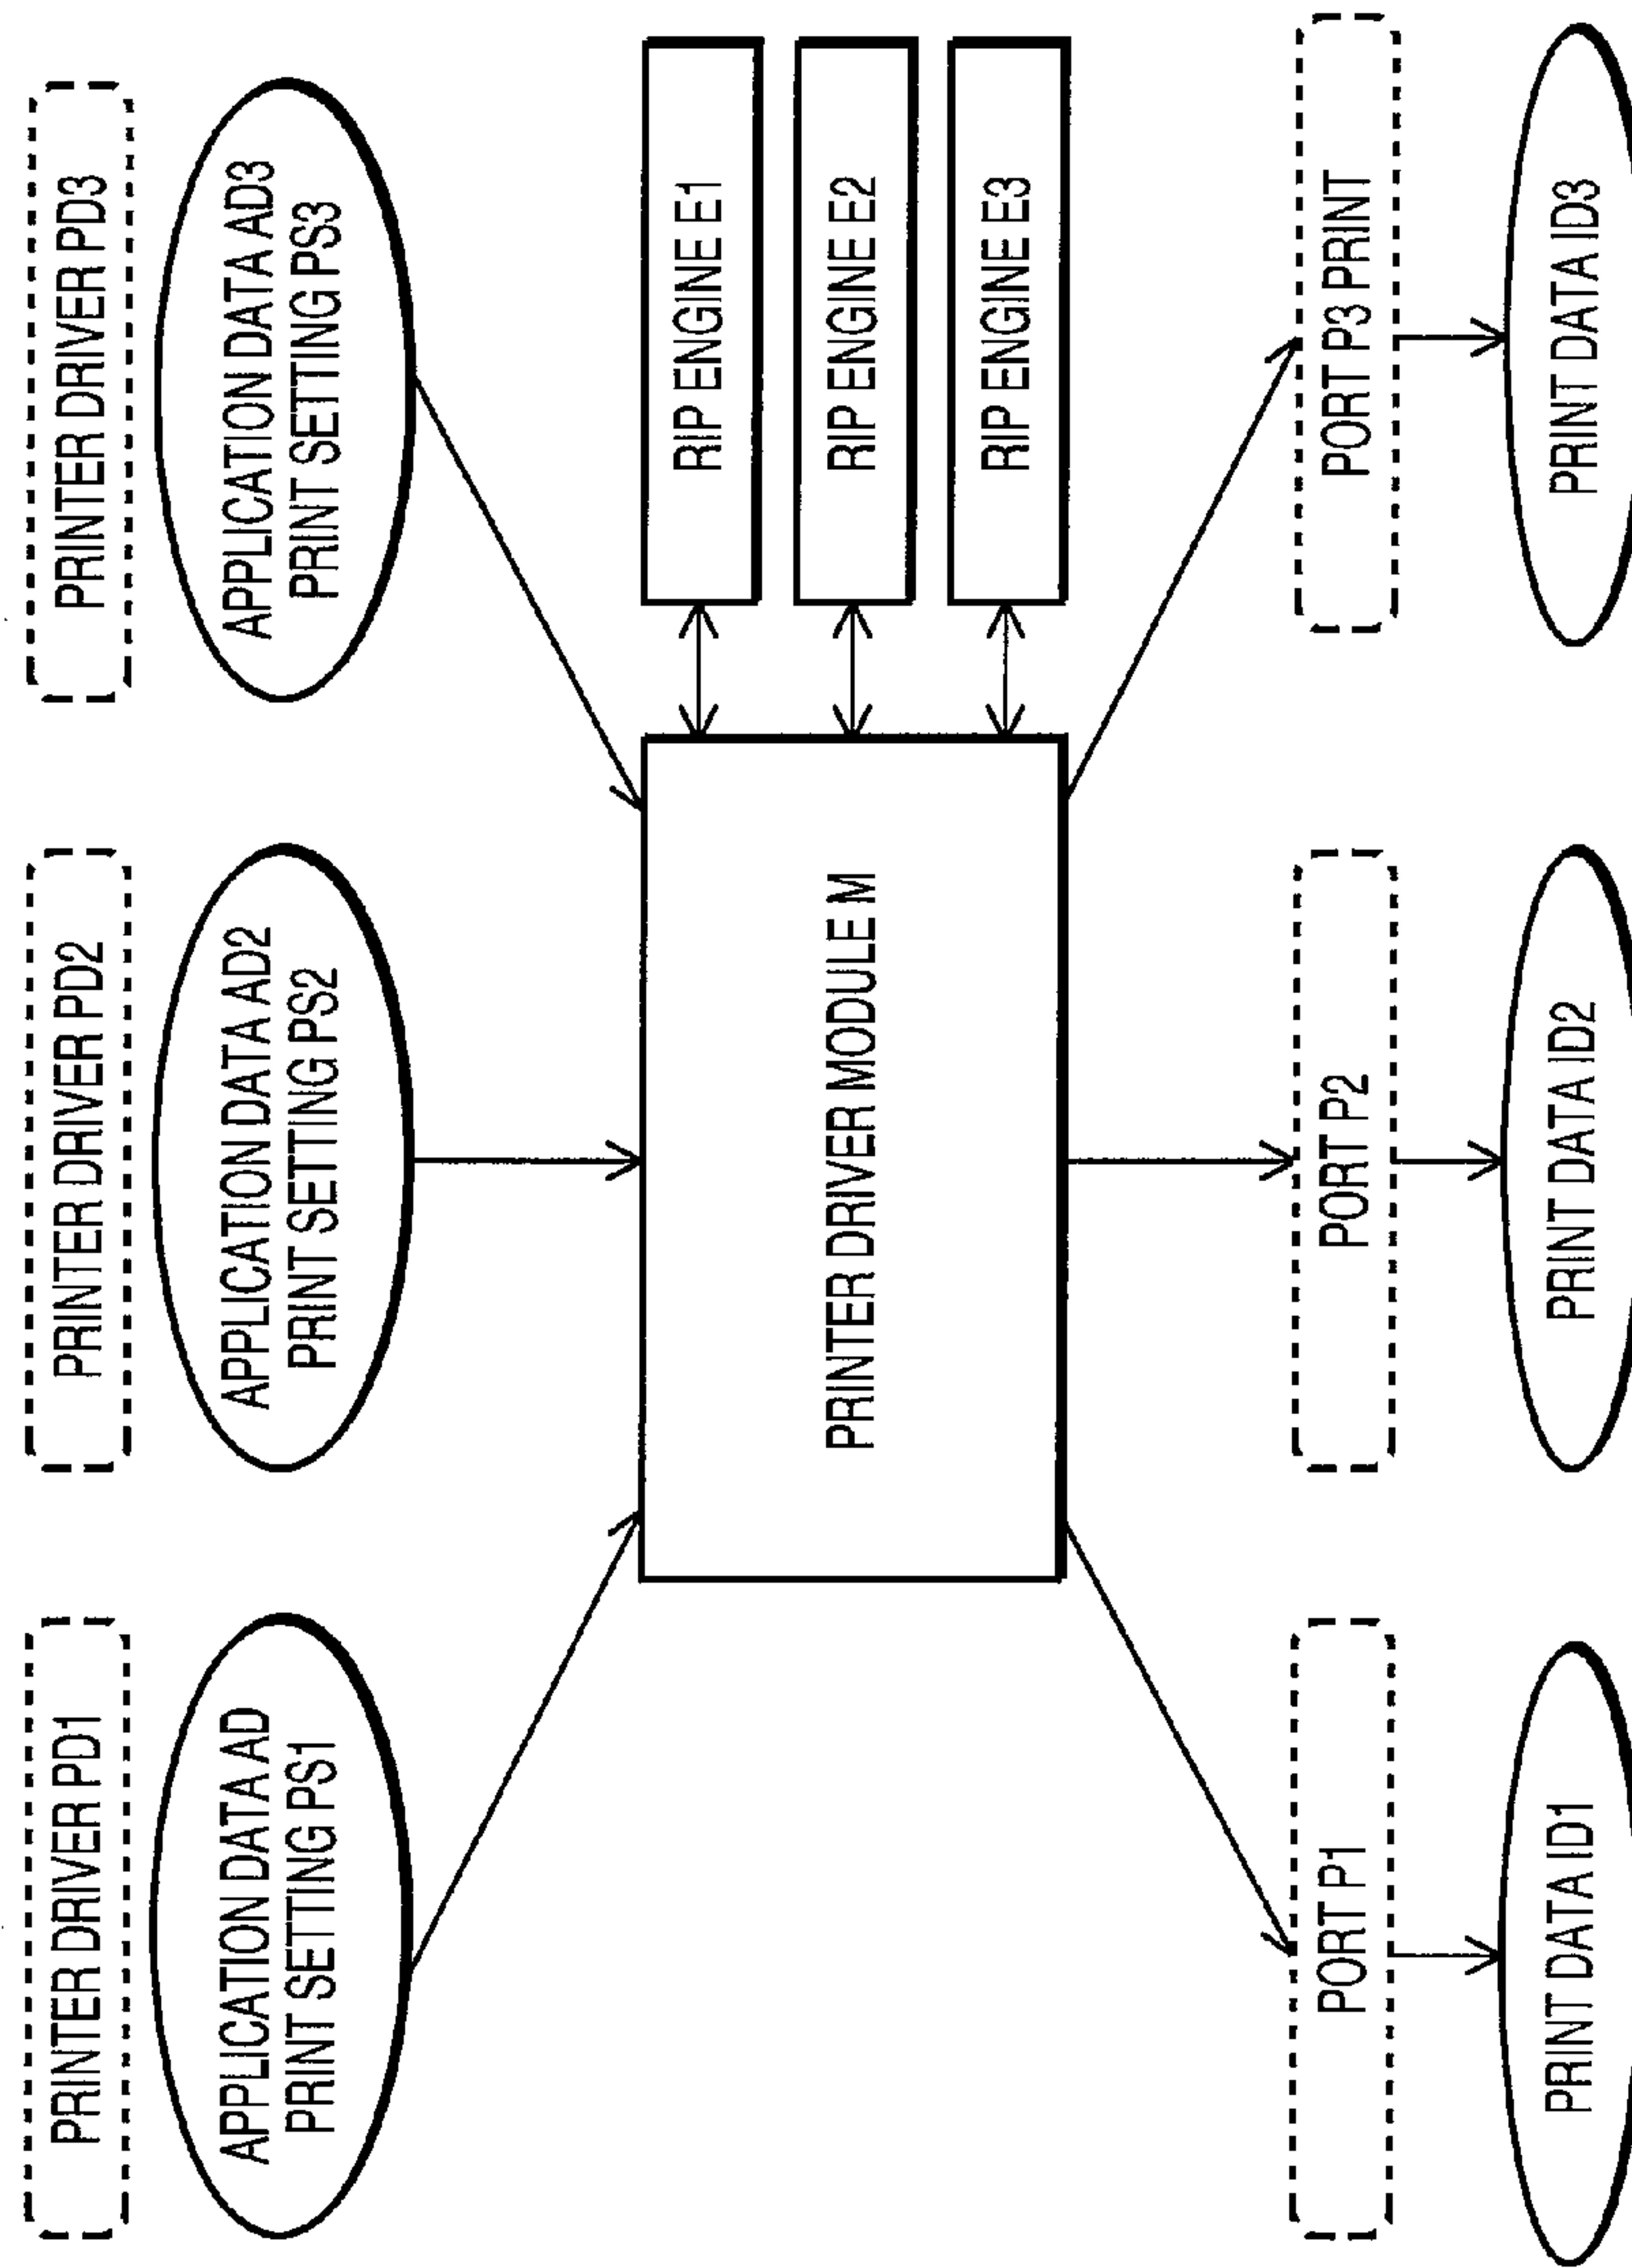 PRINTER DRIVER PD1
PRINTER DRIVER PD2
PRINTER DRIVER PD3
APPLICATION DATA AD
PRINT SETTING PS1
APPLICATION DATA AD2
PRINT SETTING PS2
APPLICATION DATA AD3
PRINT SETTING PS3
PRINTER DRIVER MODULE M
RIP ENGINE E1
RIP ENGINE E2
RIP ENGINE E3
PORT P1
PORT P2
PORT P3 PRINT
PRINT DATA ID1
PRINT DATA ID2
PRINT DATA ID3